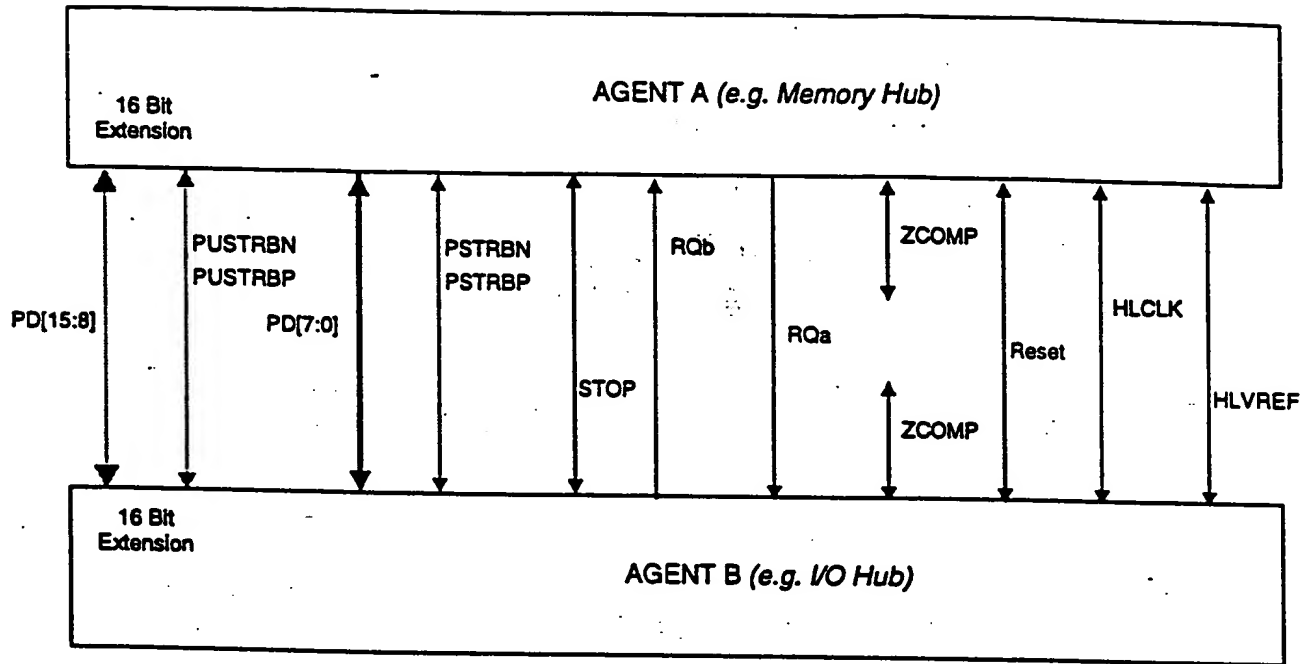 AGENT A (e.g. Memory Hub)
16 Bit
Extension
PD[15:8]
PUSTRBN
PUSTRBP
PD[7:0]
PSTRBN
PSTRBP
STOP
RQb
RQa
ZCOMP
ZCOMP
Reset
HLCLK
HLVREF
16 Bit
Extension
AGENT B (e.g. I/O Hub)